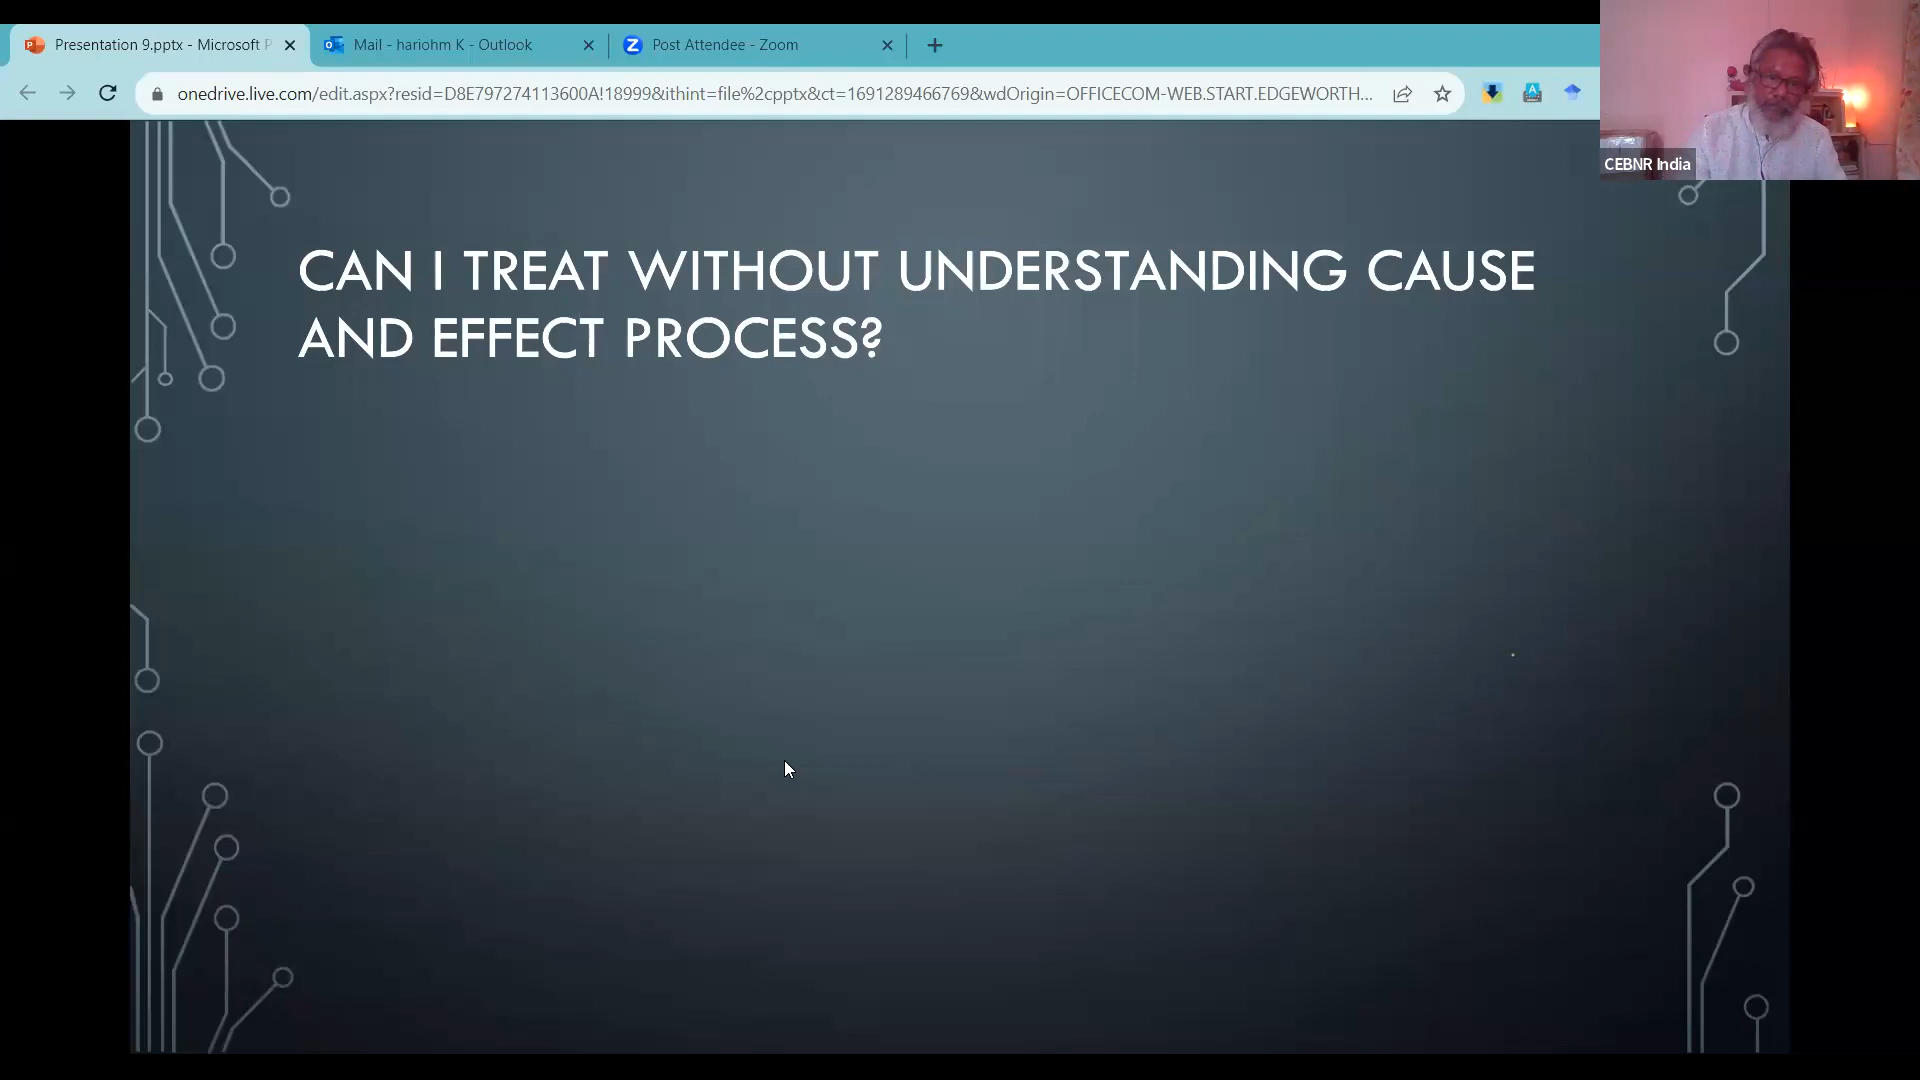 Presentation 9.pptx - Microsoft P
Mail - hariohm K - Outlook
Post Attendee - Zoom
onedrive.live.com/edit.aspx?resid=D8E797274113600A!18999&ithint=file%2cpptx&ct=1691289466769&wdOrigin=OFFICECOM-WEB.START.EDGEWORTH...
CEBNR India
CAN I TREAT WITHOUT UNDERSTANDING CAUSE
AND EFFECT PROCESS?